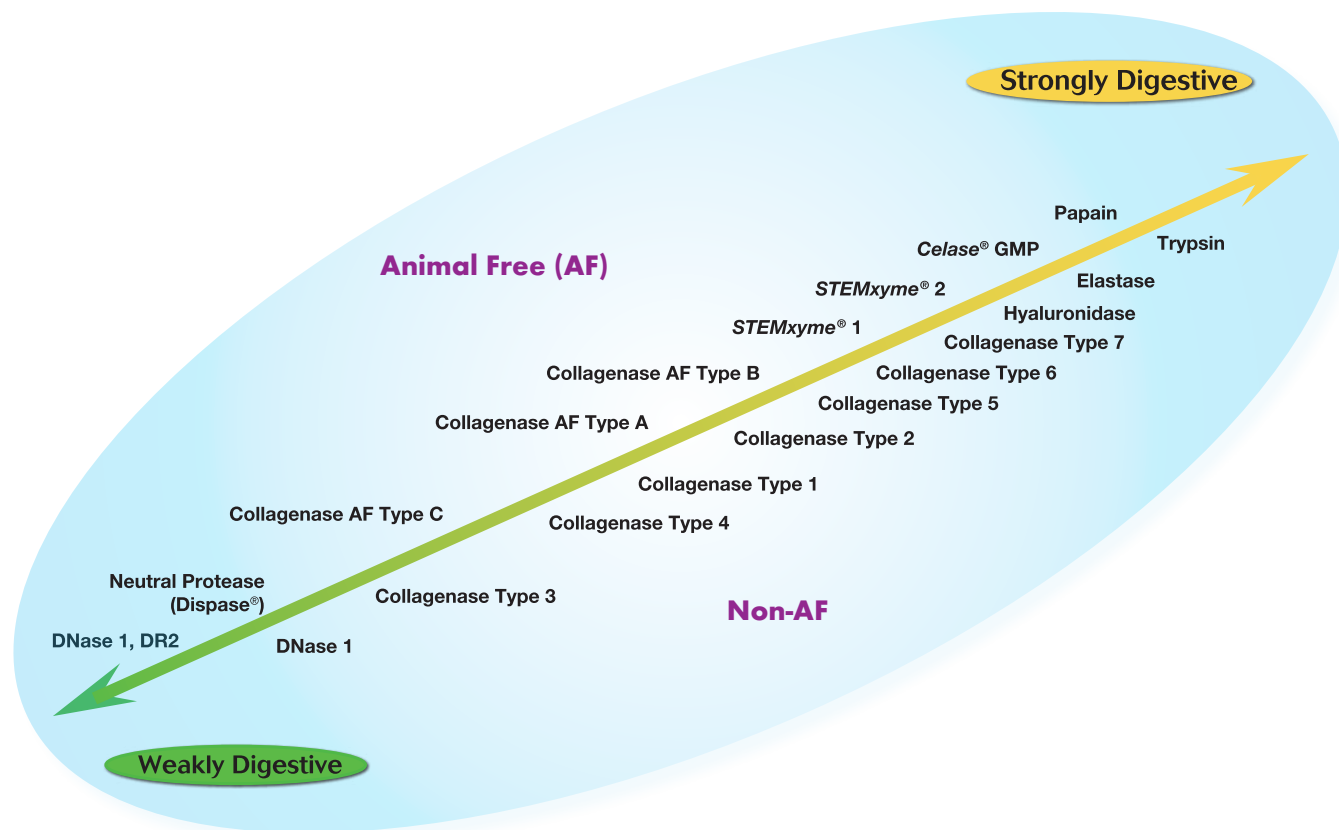 Strongly Digestive
Papain
Trypsin
Celase® GMP
Animal Free (AF)
Elastase
STEMxyme® 2
Hyaluronidase
STEMxyme® 1
Collagenase Type 7
Collagenase AF Type B
Collagenase Type 6
Collagenase Type 5
Collagenase AF Type A
Collagenase Type 2
Collagenase Type 1
Collagenase AF Type C
Collagenase Type 4
Neutral Protease
(Dispase®)
Collagenase Type 3
Non-AF
DNase 1, DR2
DNase 1
Weakly Digestive